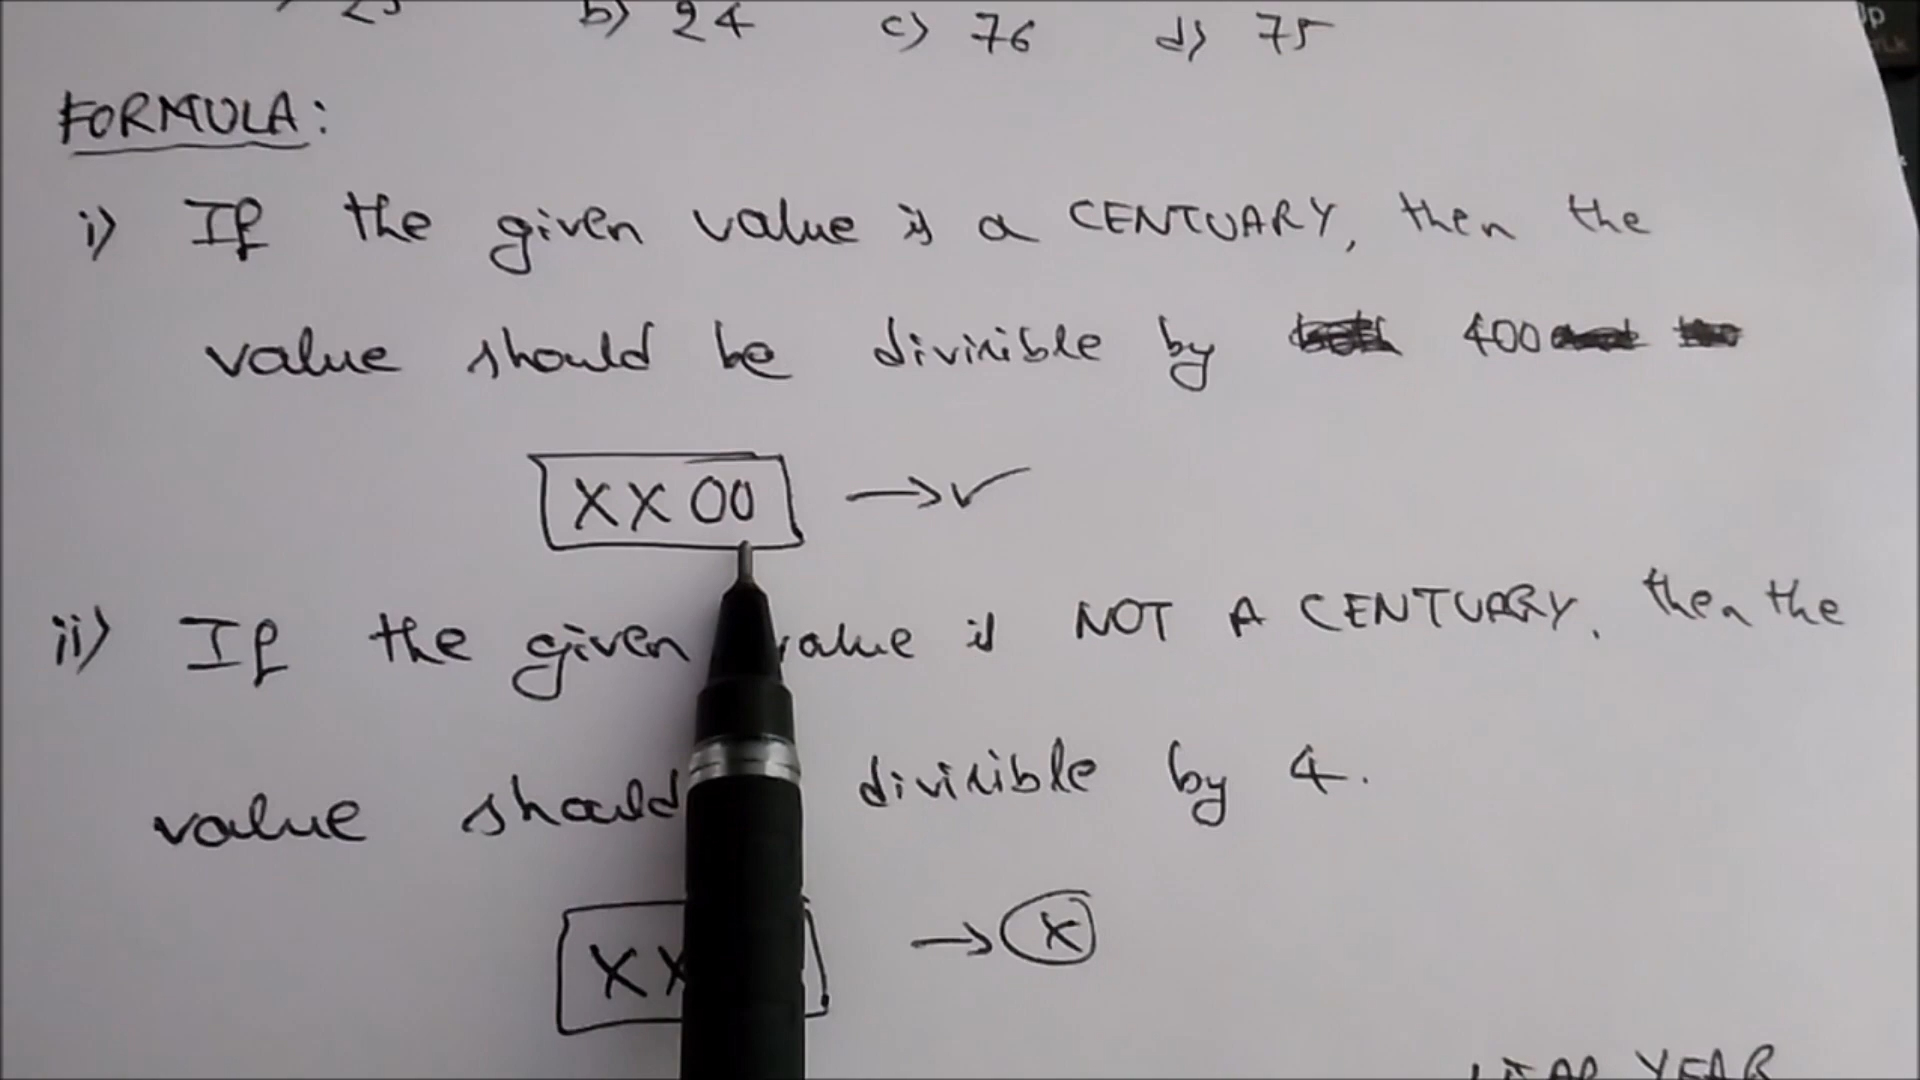 b) 24 c) 76 d) 75
FORMULA:
i) If the given value is a CENTUARY, then the
value should be divisible by 400
XX00 →✓
ii) If the given value is NOT A CENTUARY, then the
value should divisible by 4.
XX → X
YEAR